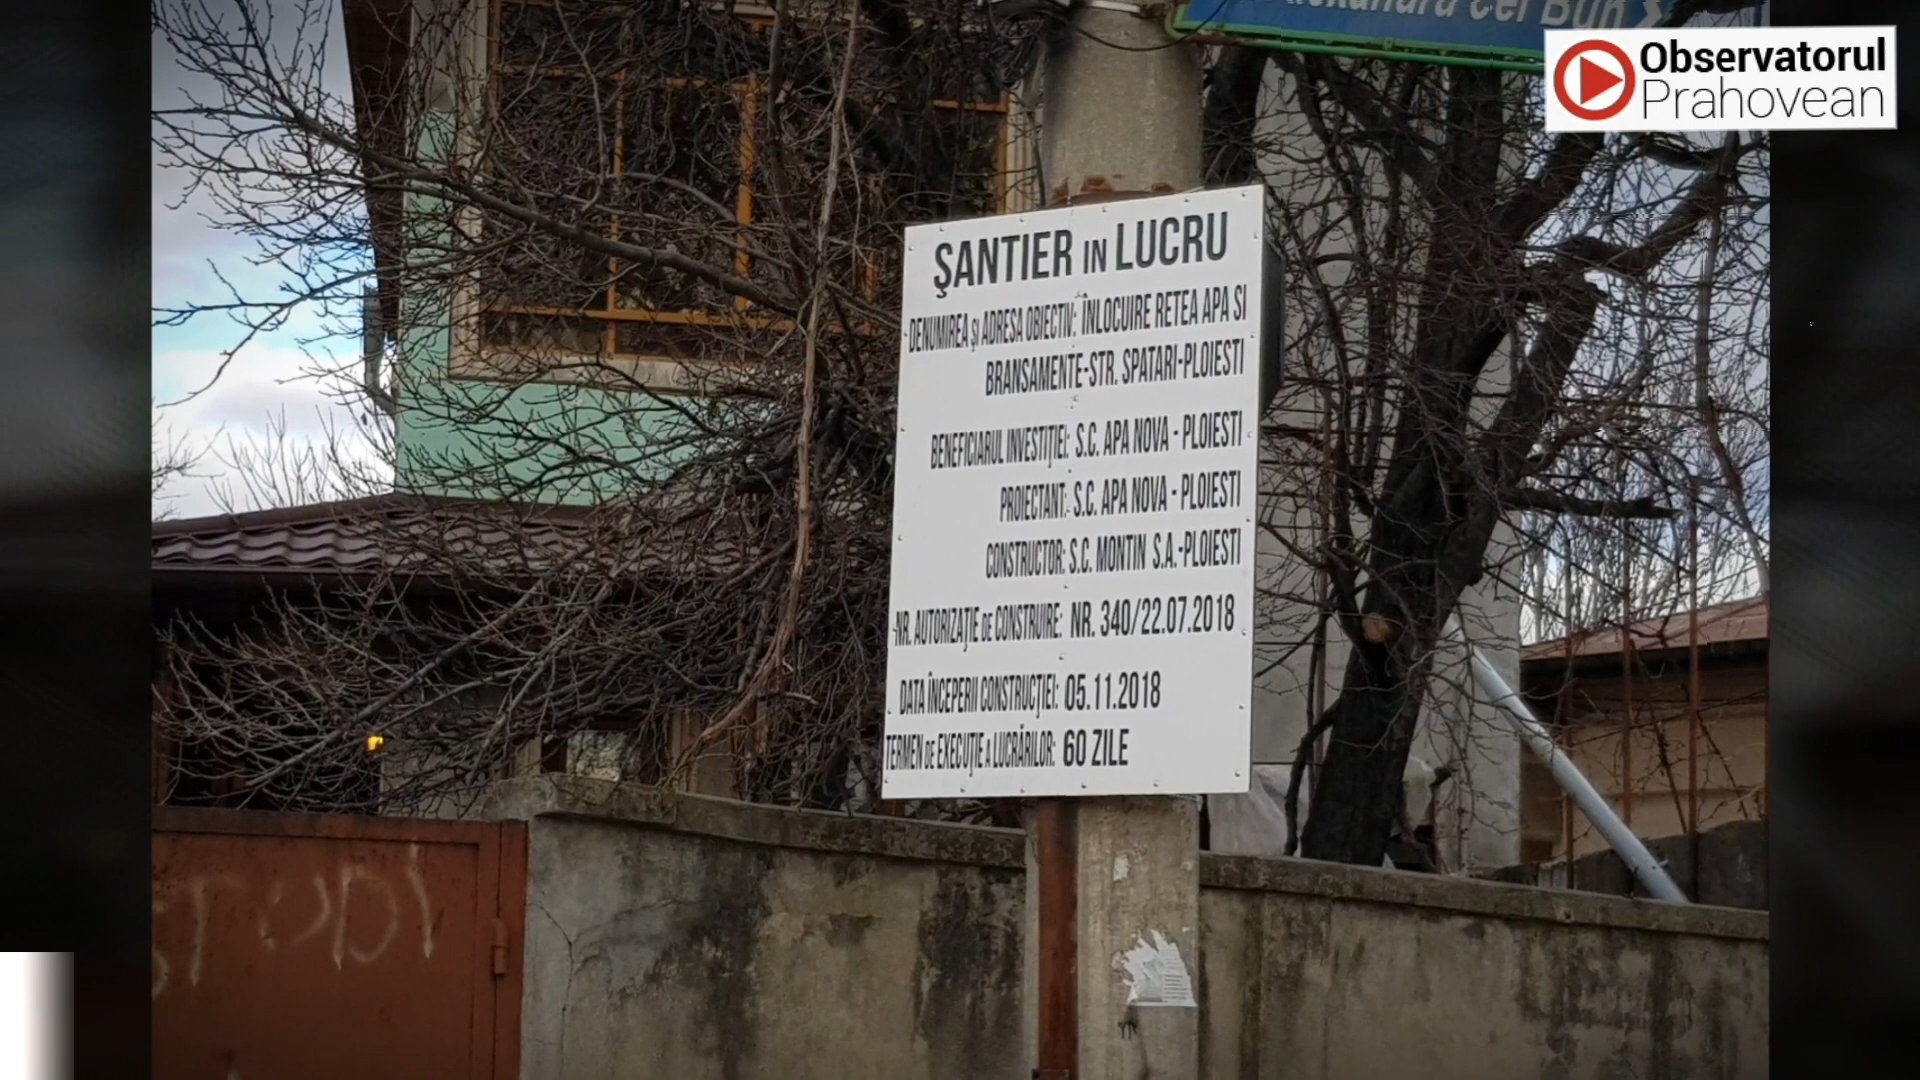 cel Bun
Observatorul
Prahovean
ŞANTIER IN LUCRU
DENUMIREA şi ADRESA OBIECTIV: ÎNLOCUIRE RETEA APA SI
BRANSAMENTE-STR. SPATARI-PLOIESTI
BENEFICIARUL INVESTIŢIEI: S.C. APA NOVA - PLOIESTI
PROIECTANT: S.C. APA NOVA - PLOIESTI
CONSTRUCTOR: S.C. MONTIN S.A.-PLOIESTI
NR. AUTORIZAŢIE DE CONSTRUIRE: NR. 340/22.07.2018
DATA ÎNCEPERII CONSTRUCŢIEI: 05.11.2018
TERMEN DE EXECUŢIE A LUCRĂRILOR: 60 ZILE